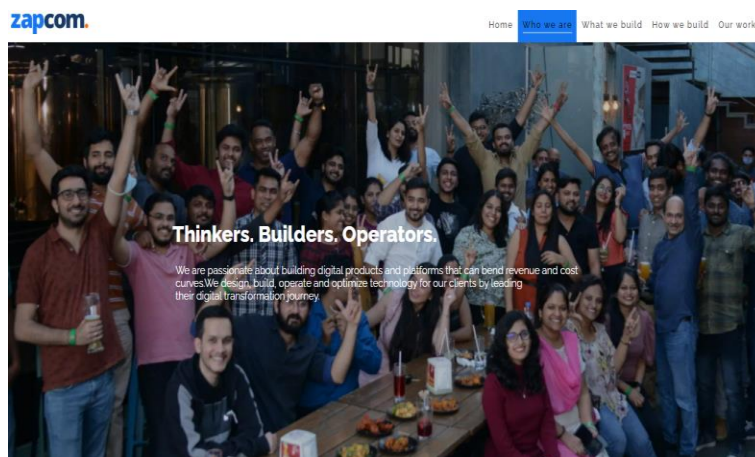 zapcom.
Home Who we are What we build How we build Our work
Thinkers. Builders. Operators.
We are passionate about building digital products and platforms that can bend revenue and cost
curves.We design, build, operate and optimize technology for our clients by leading
their digital transformation journey.